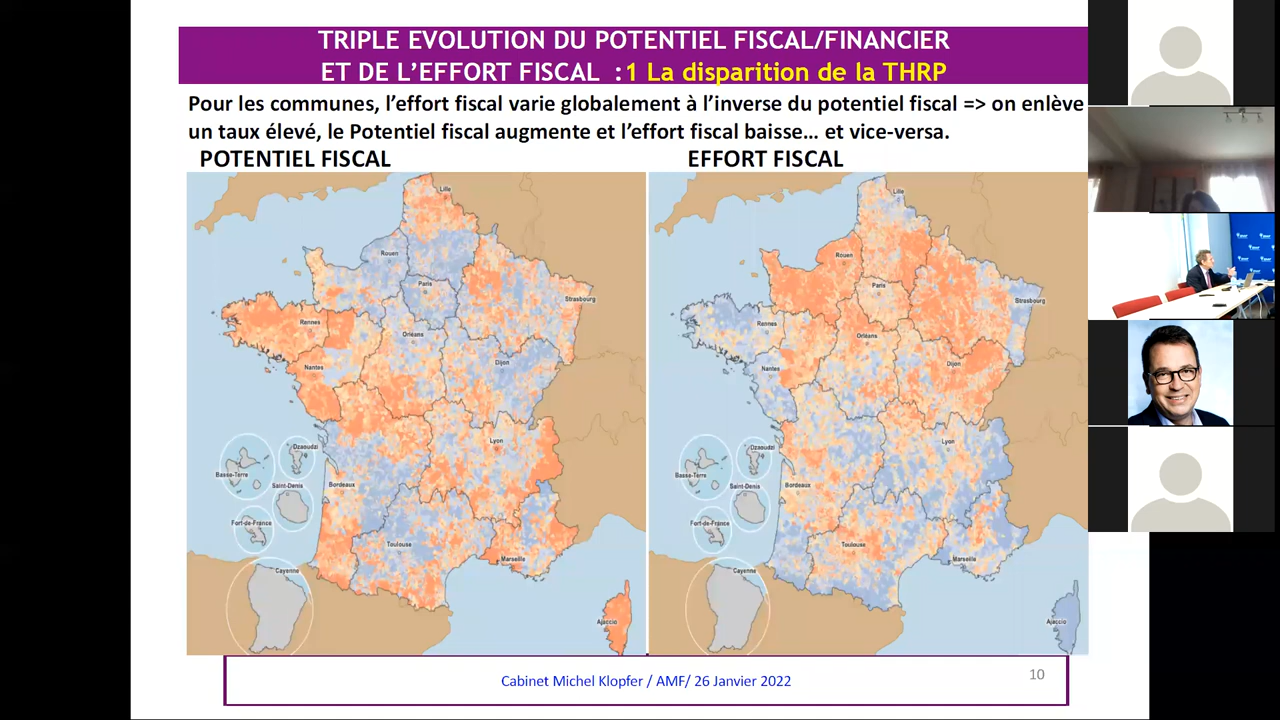 TRIPLE EVOLUTION DU POTENTIEL FISCAL/FINANCIER
ET DE L'EFFORT FISCAL : 1 La disparition de la THRP
Pour les communes, l'effort fiscal varie globalement à l'inverse du potentiel fiscal => on enlève
un taux élevé, le Potentiel fiscal augmente et l'effort fiscal baisse... et vice-versa.
POTENTIEL FISCAL
EFFORT FISCAL
Lille
Rouen
Paris
Strasbourg
Rennes
Orléans
Nantes
Dijon
Lyon
Dzaoudzi
Basse-Terre
Saint-Denis
Bordeaux
Fort-de-France
Toulouse
Marseille
Cayenne
Ajaccio
Lille
Rouen
Paris
Strasbourg
Rennes
Orléans
Nantes
Dijon
Lyon
Dzaoudzi
Basse-Terre
Saint-Denis
Bordeaux
Fort-de-France
Toulouse
Marseille
Cayenne
Ajaccio
Cabinet Michel Klopfer / AMF/ 26 Janvier 2022
10